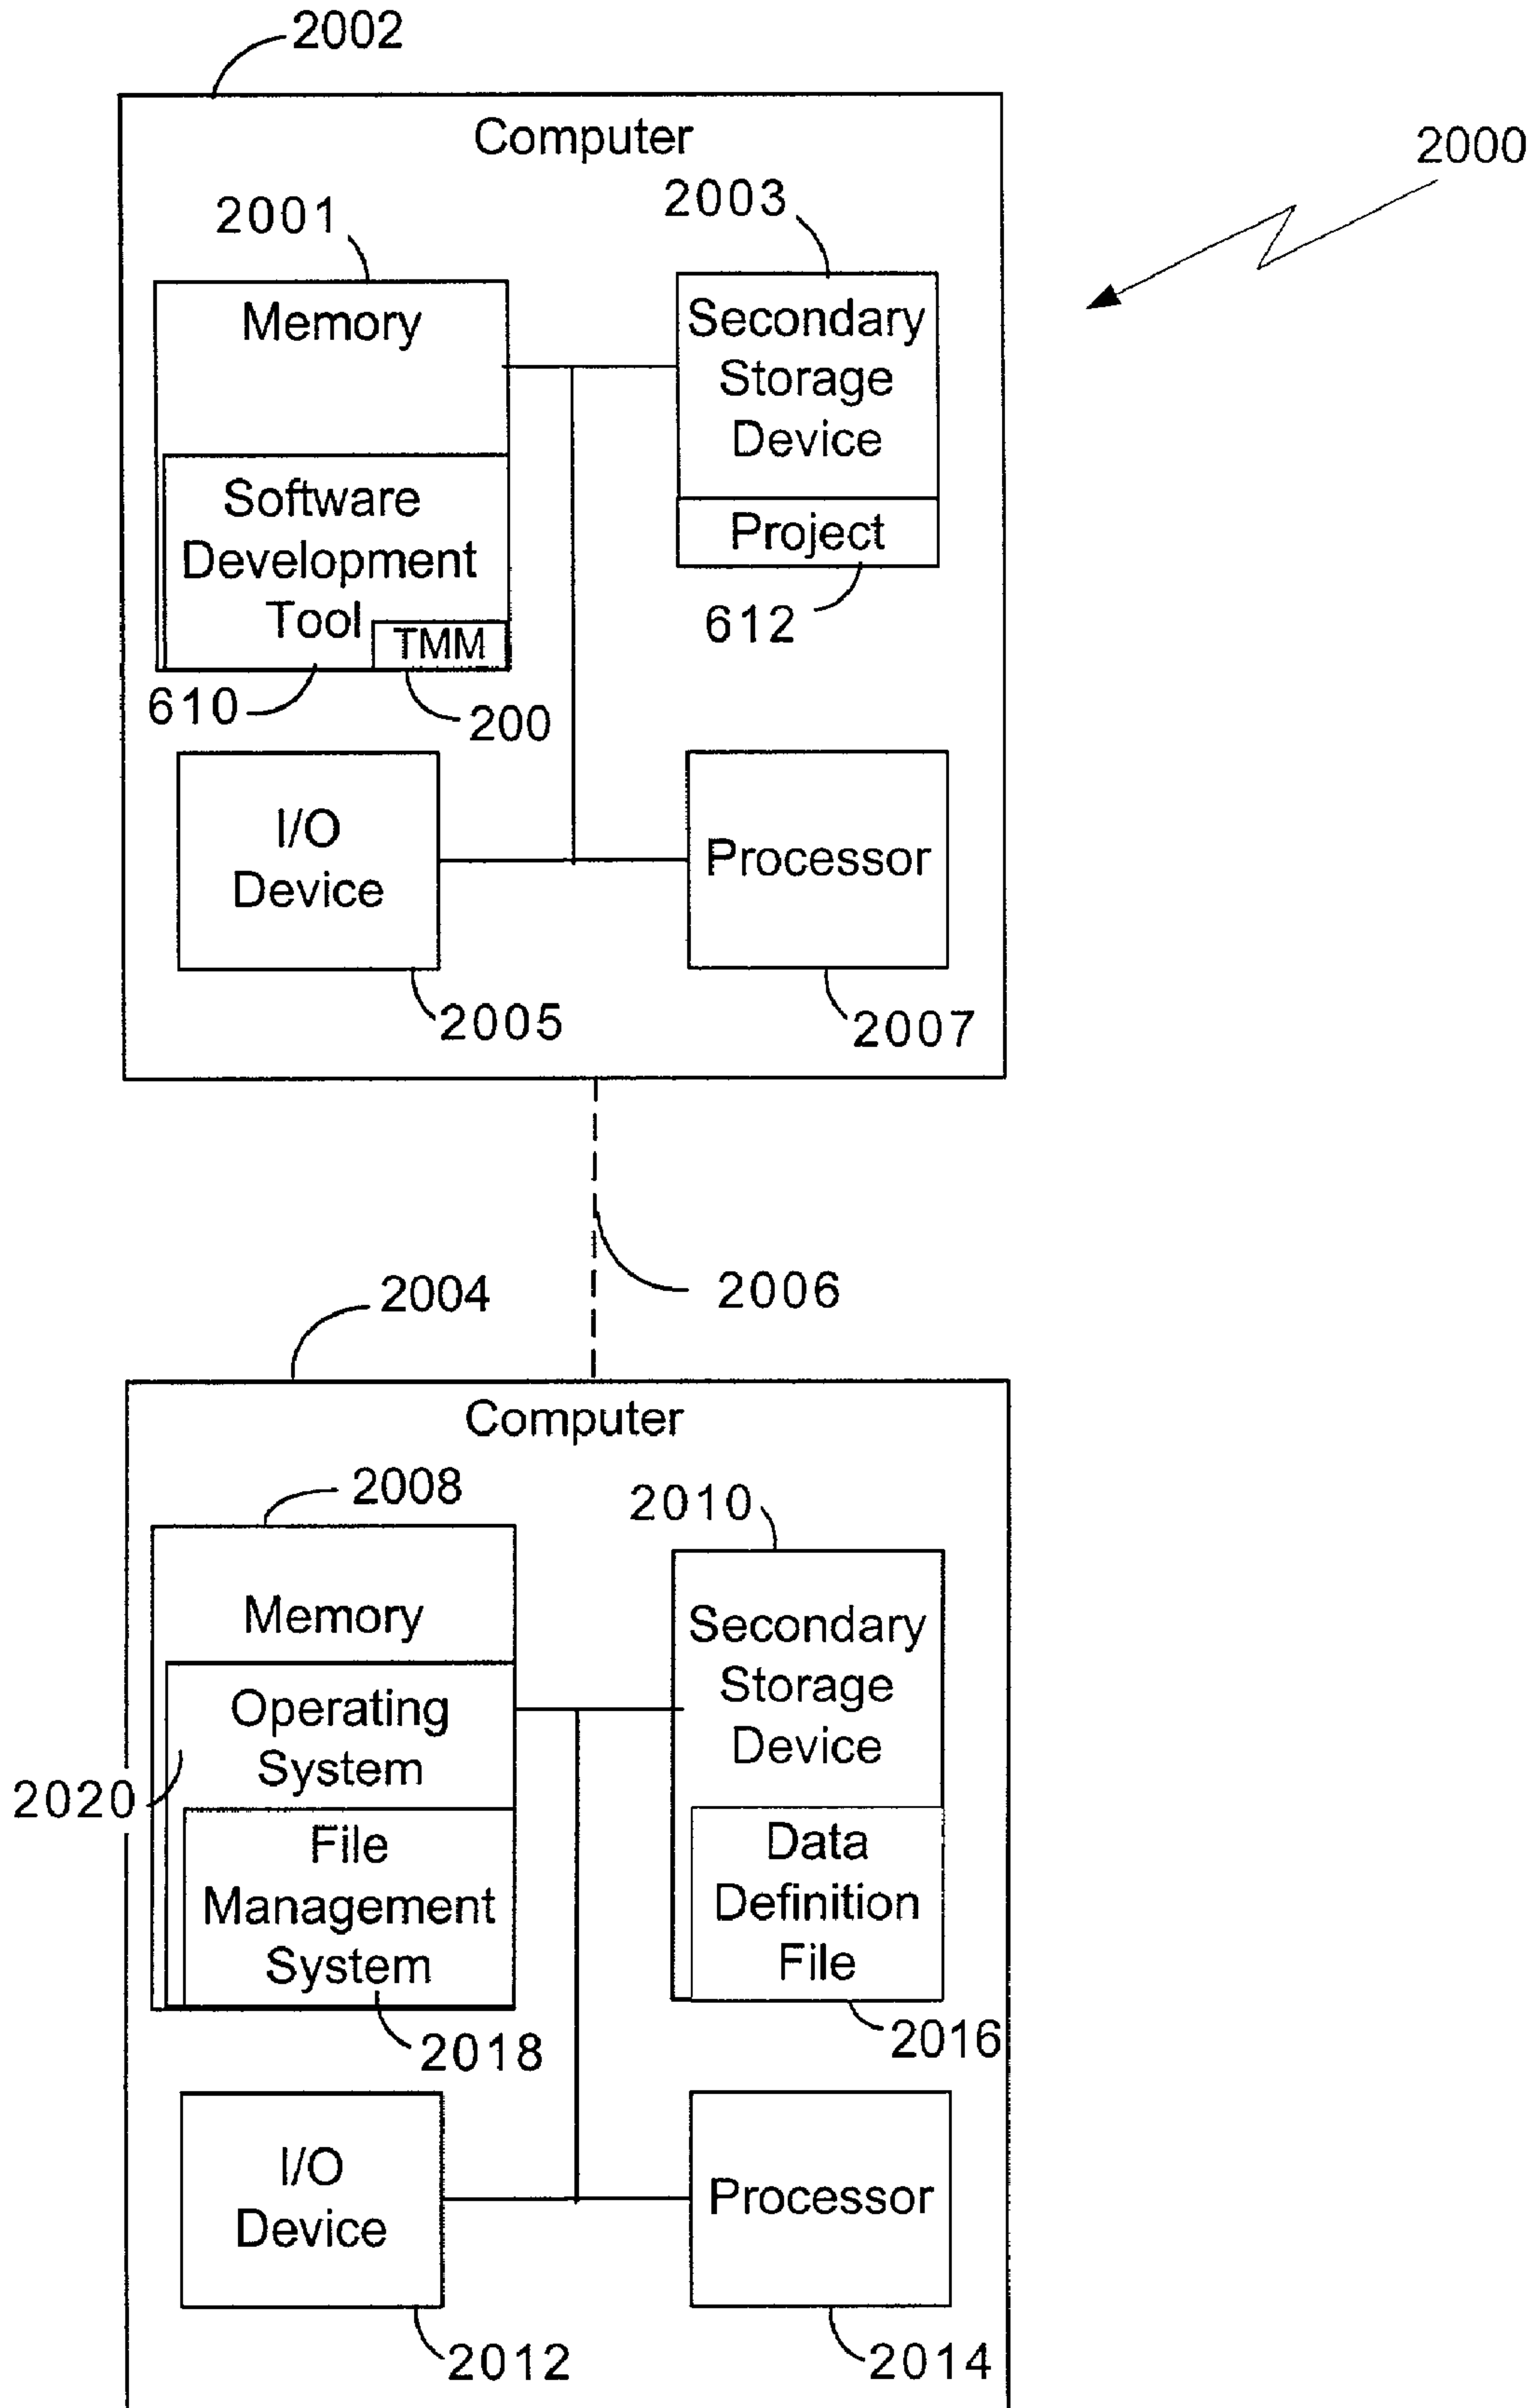 2002
Computer
2000
2001
2003
Memory
Secondary
Storage
Device
Software
Development
Tool
TMM
Project
612
610
200
I/O
Device
Processor
2005
2007
2006
2004
Computer
2008
2010
Memory
Secondary
Storage
Device
Operating
System
2020
File
Management
System
Data
Definition
File
2018
2016
I/O
Device
Processor
2012
2014